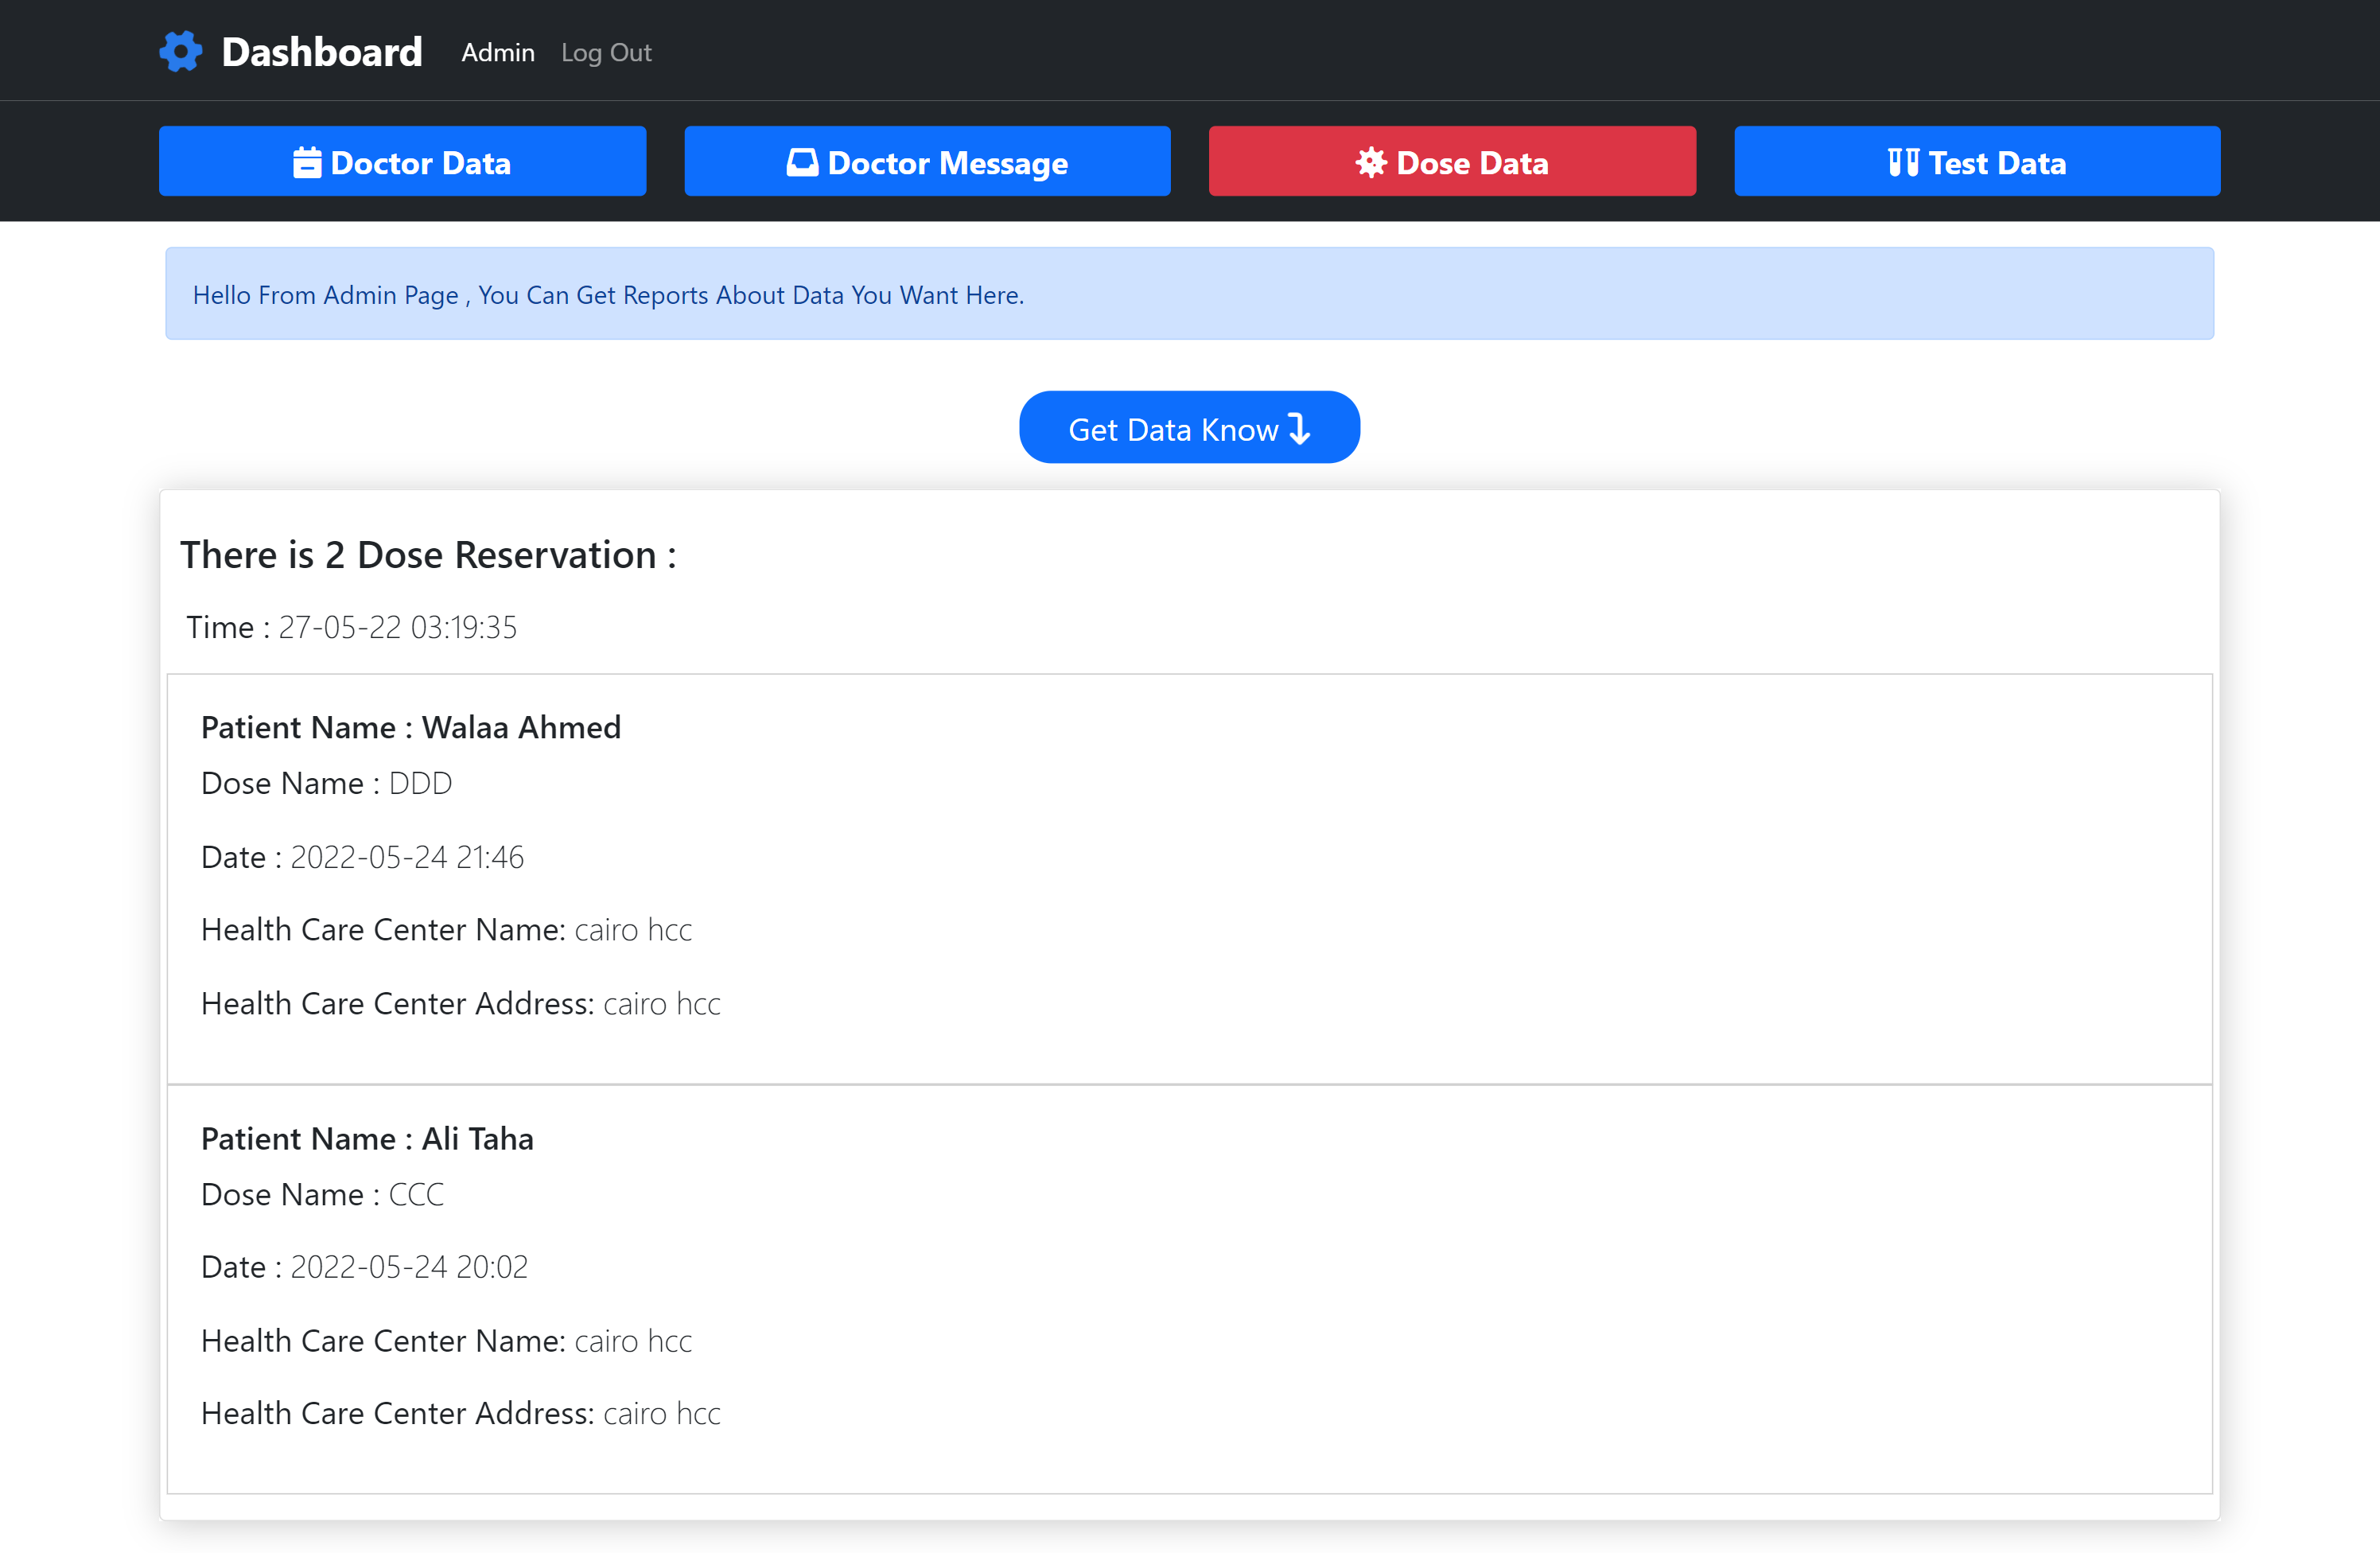 Dashboard Admin Log Out
Doctor Data Doctor Message Dose Data Test Data
Hello From Admin Page , You Can Get Reports About Data You Want Here.
Get Data Know
There is 2 Dose Reservation :
Time : 27-05-22 03:19:35
Patient Name : Walaa Ahmed
Dose Name : DDD
Date : 2022-05-24 21:46
Health Care Center Name: cairo hcc
Health Care Center Address: cairo hcc
Patient Name : Ali Taha
Dose Name : CCC
Date : 2022-05-24 20:02
Health Care Center Name: cairo hcc
Health Care Center Address: cairo hcc